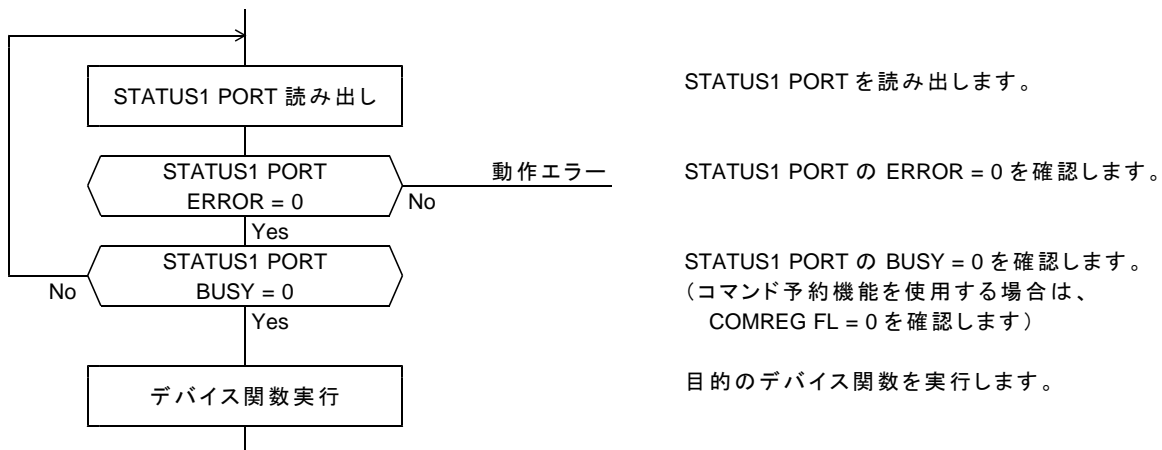 STATUS1 PORT 読み出し
STATUS1 PORT を読み出します。
STATUS1 PORT
ERROR = 0
No
動作エラー
STATUS1 PORT の ERROR = 0 を確認します。
Yes
STATUS1 PORT
BUSY = 0
No
STATUS1 PORT の BUSY = 0 を確認します。
（コマンド予約機能を使用する場合は、
COMREG FL = 0 を確認します）
Yes
デバイス関数実行
目的のデバイス関数を実行します。